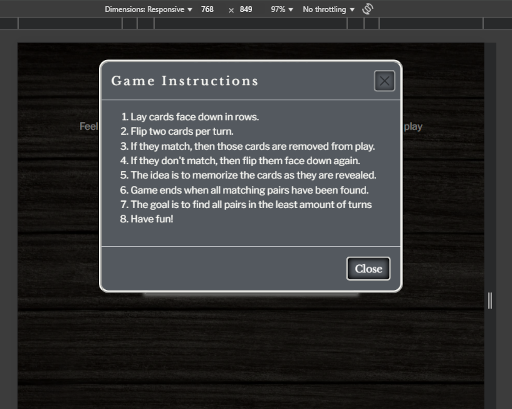 Dimensions: Responsive ▼ 768 × 849 97% ▼ No throttling ▼
Game Instructions
1. Lay cards face down in rows.
Feel
2. Flip two cards per turn.
play
3. If they match, then those cards are removed from play.
4. If they don't match, then flip them face down again.
5. The idea is to memorize the cards as they are revealed.
6. Game ends when all matching pairs have been found.
7. The goal is to find all pairs in the least amount of turns
8. Have fun!
Close